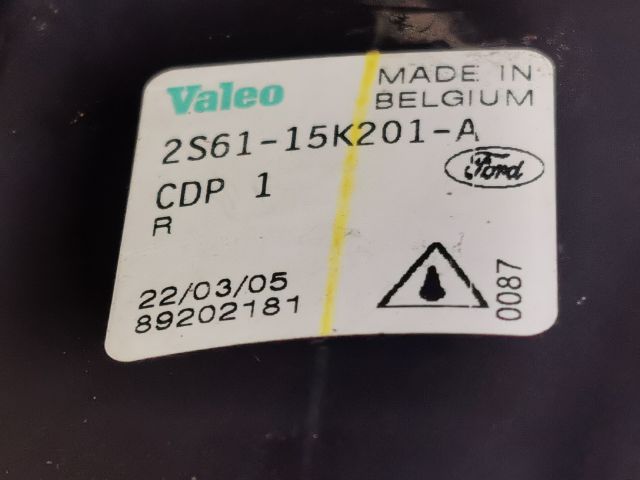 Valeo
MADE IN
BELGIUM
2S61-15K201-A
Ford
CDP 1
R
22/03/05
89202181
0087